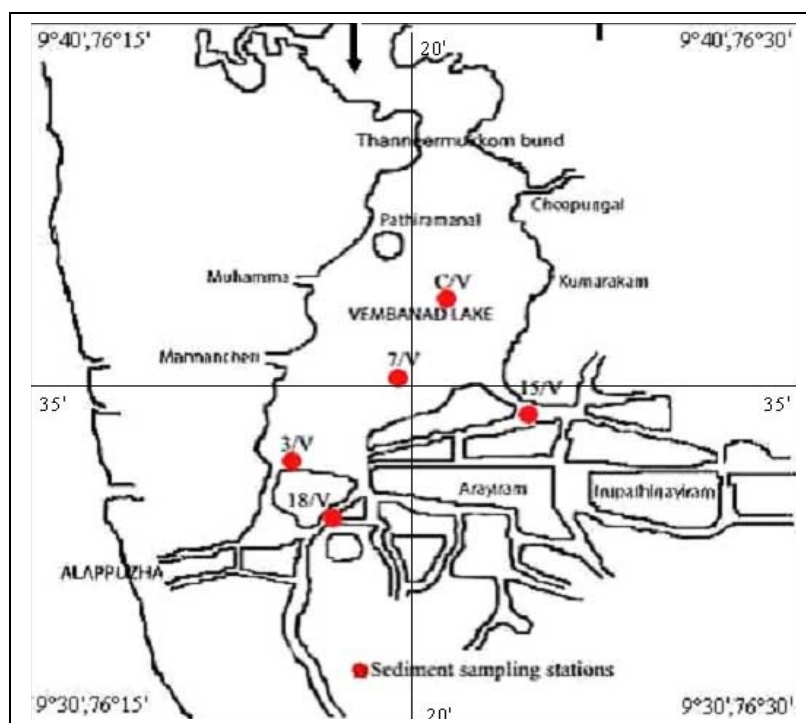 9°40',76°15'
20'
9°40',76°30'
Thanneermukkom bund
Cheepungal
Pathiramanal
Muhamma
C/V
Kumarakam
VEMBANAD LAKE
Mannancheri
7/V
15/V
35'
35'
3/V
18/V
Arayiram
Irupathinayiram
ALAPPUZHA
Sediment sampling stations
9°30',76°15'
20'
9°30',76°30'